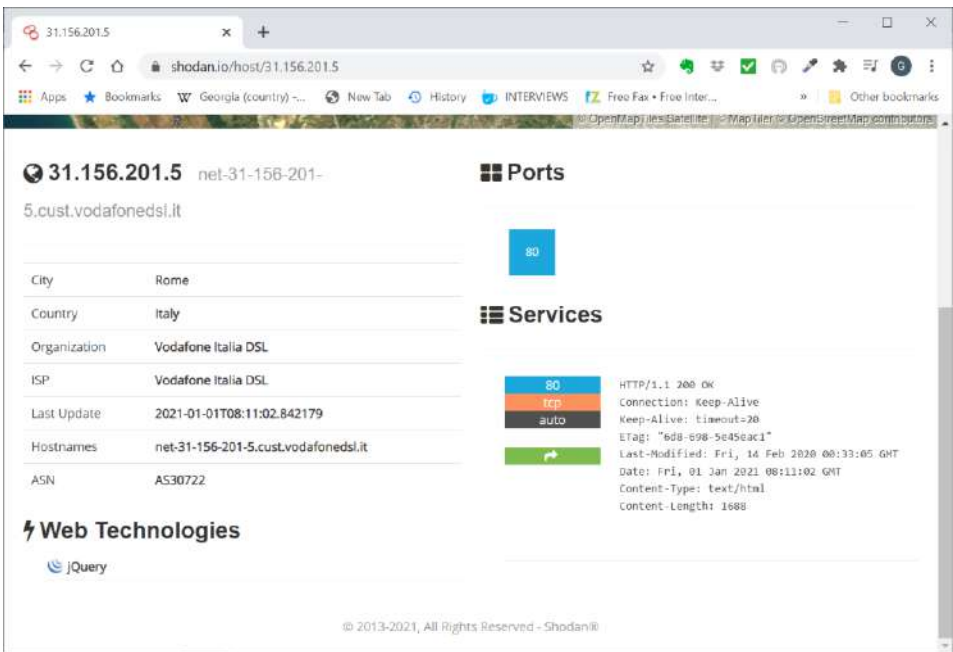 31.156.201.5
shodan.io/host/31.156.201.5
Apps Bookmarks Georgia (country) -... New Tab History INTERVIEWS Free Fax • Free Inter... » Other bookmarks
© OpenMapTiles Satellite | © MapTiler © OpenStreetMap contributors
31.156.201.5 net-31-156-201-
5.cust.vodafonedsl.it
City Rome
Country Italy
Organization Vodafone Italia DSL
ISP Vodafone Italia DSL
Last Update 2021-01-01T08:11:02.842179
Hostnames net-31-156-201-5.cust.vodafonedsl.it
ASN AS30722
Web Technologies
jQuery
Ports
80
Services
80
tcp
auto
HTTP/1.1 200 OK
Connection: Keep-Alive
Keep-Alive: timeout=20
ETag: "6d8-698-5e45eac1"
Last-Modified: Fri, 14 Feb 2020 00:33:05 GMT
Date: Fri, 01 Jan 2021 08:11:02 GMT
Content-Type: text/html
Content-Length: 1688
© 2013-2021, All Rights Reserved - Shodan®